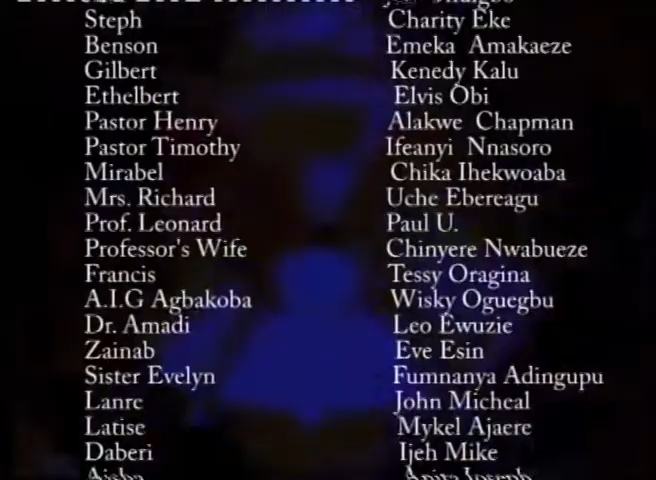 Steph Charity Eke
Benson Emeka Amakaeze
Gilbert Kenedy Kalu
Ethelbert Elvis Obi
Pastor Henry Alakwe Chapman
Pastor Timothy Ifeanyi Nnasoro
Mirabel Chika Ihekwoaba
Mrs. Richard Uche Ebereagu
Prof. Leonard Paul U.
Professor's Wife Chinyere Nwabueze
Francis Tessy Oragina
A.I.G Agbakoba Wisky Oguegbu
Dr. Amadi Leo Ewuzie
Zainab Eve Esin
Sister Evelyn Fumnanya Adingupu
Lanre John Micheal
Latise Mykel Ajaere
Daberi Ijeh Mike